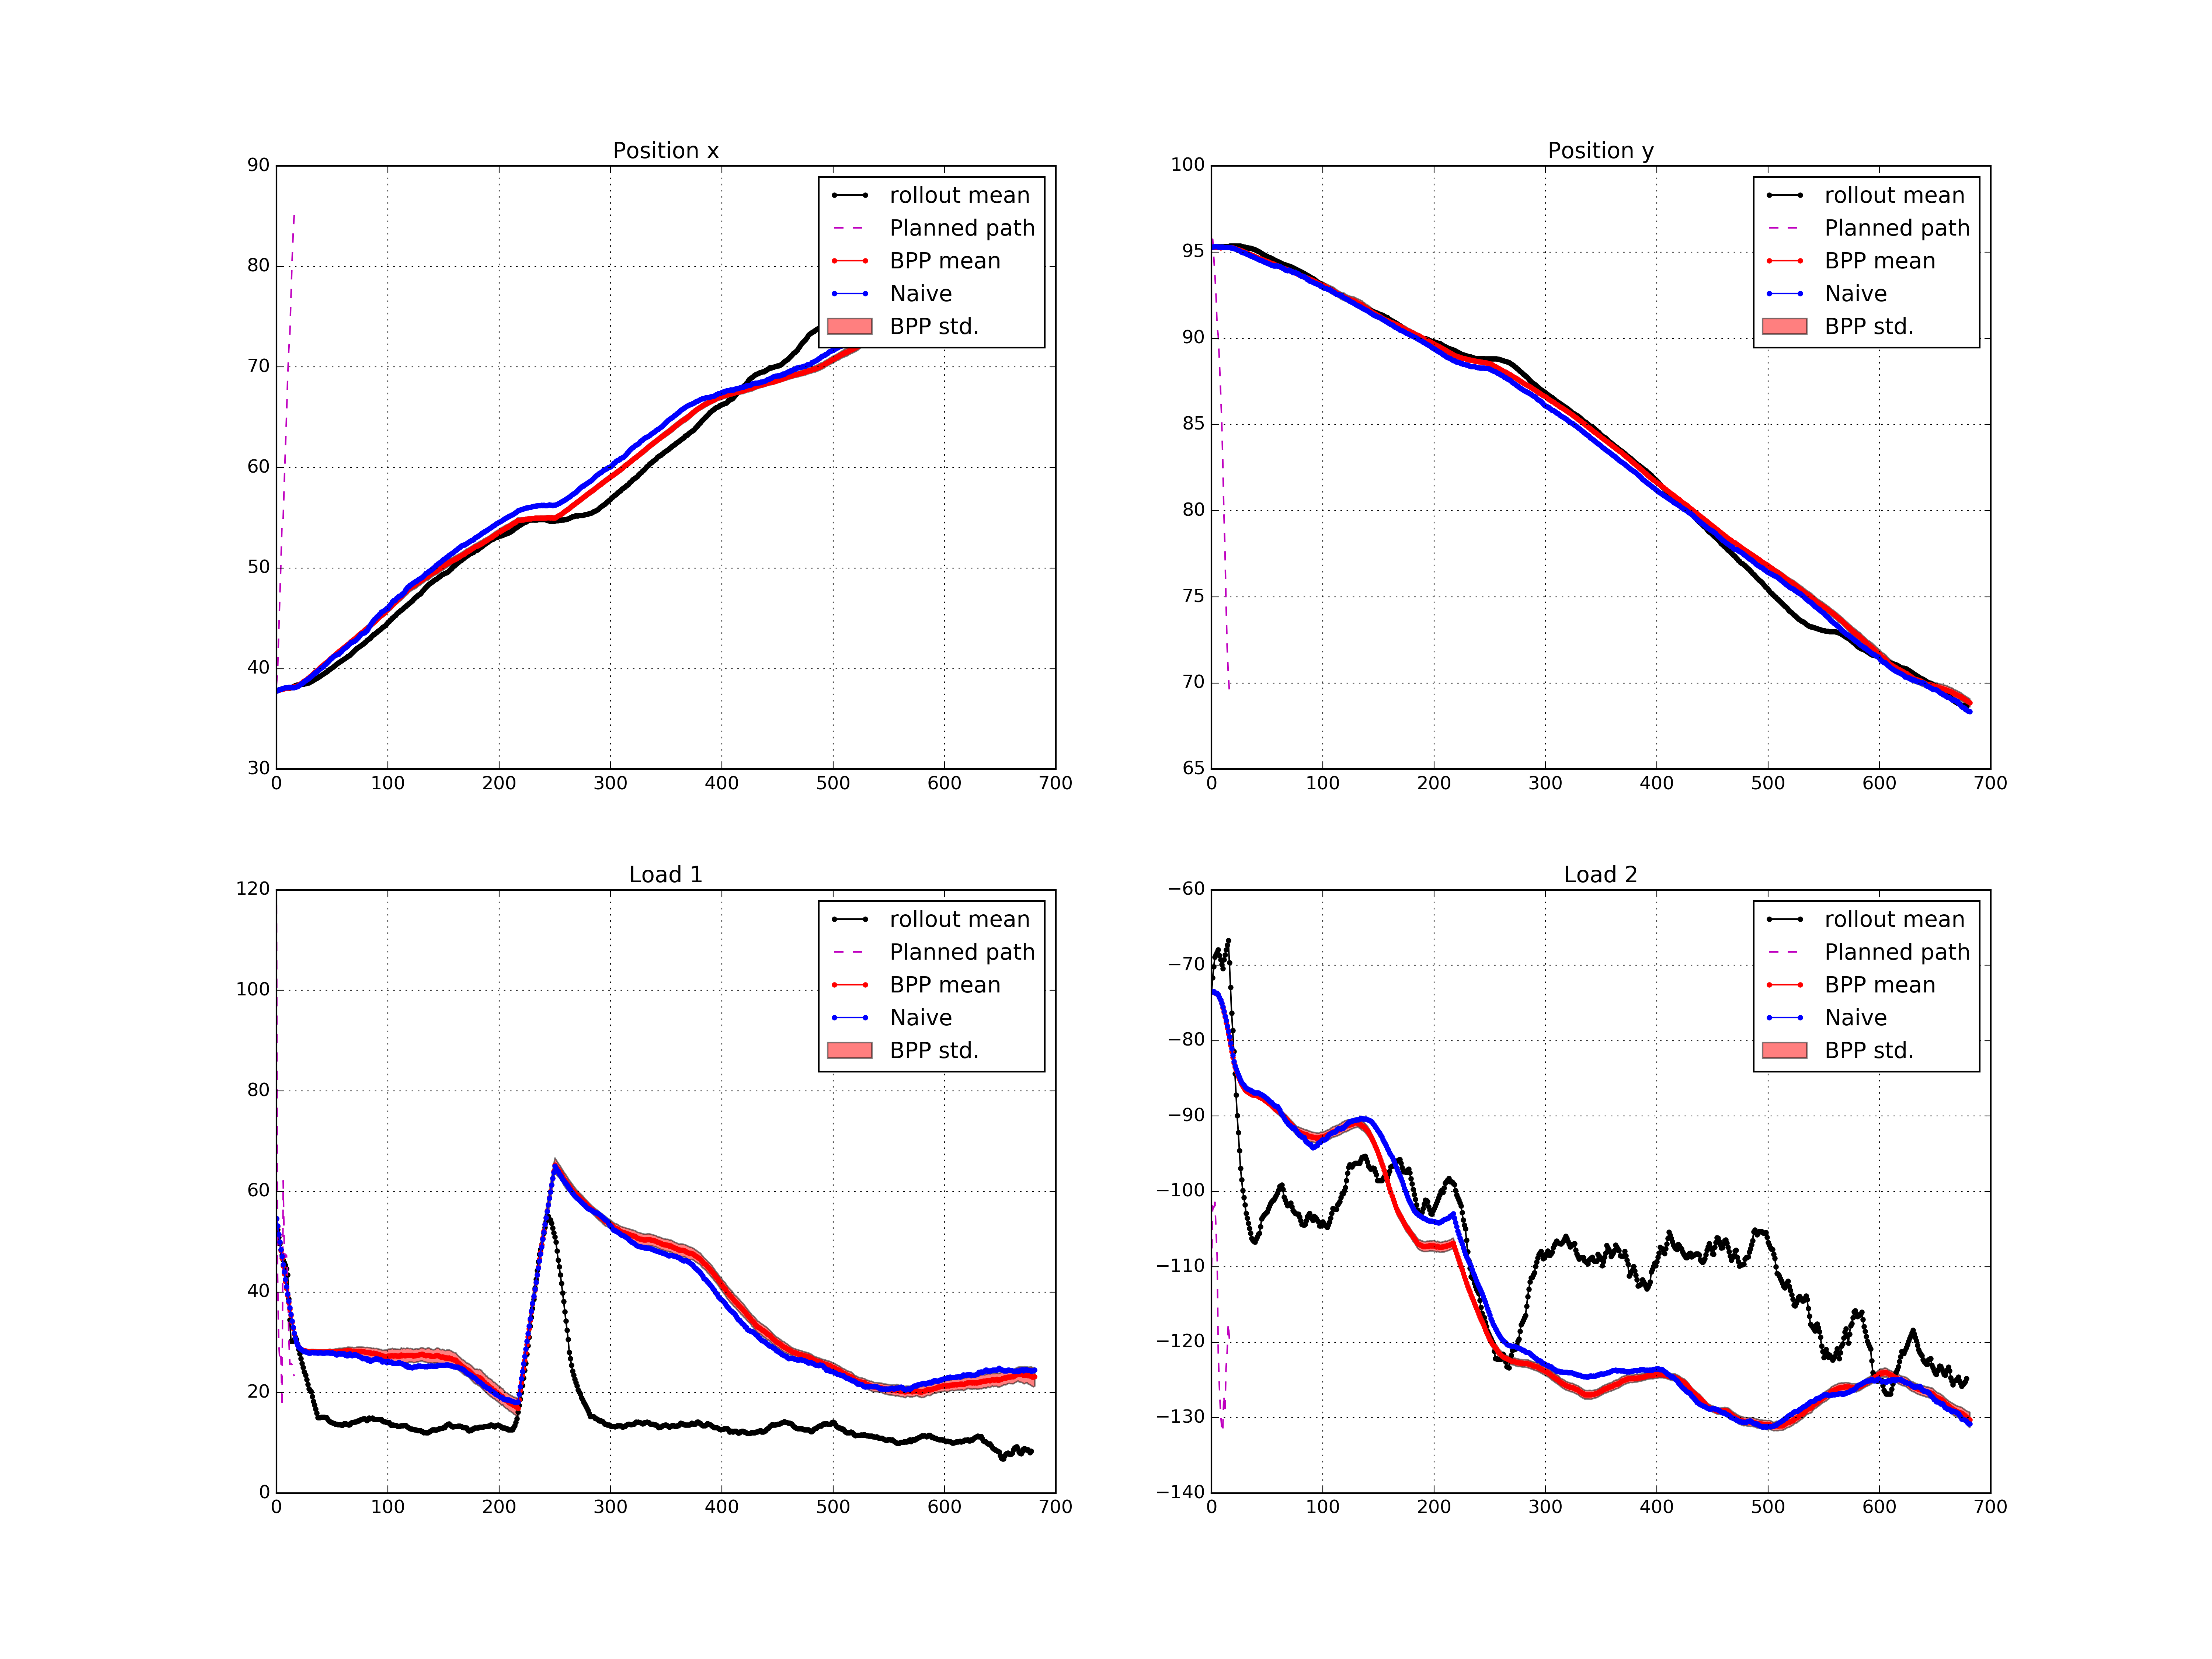 Position x
90
80
70
60
50
40
30
0 100 200 300 400 500 600 700
rollout mean
Planned path
BPP mean
Naive
BPP std.
Position y
100
95
90
85
80
75
70
65
0 100 200 300 400 500 600 700
rollout mean
Planned path
BPP mean
Naive
BPP std.
Load 1
120
100
80
60
40
20
0
0 100 200 300 400 500 600 700
rollout mean
Planned path
BPP mean
Naive
BPP std.
Load 2
−60
−70
−80
−90
−100
−110
−120
−130
−140
0 100 200 300 400 500 600 700
rollout mean
Planned path
BPP mean
Naive
BPP std.